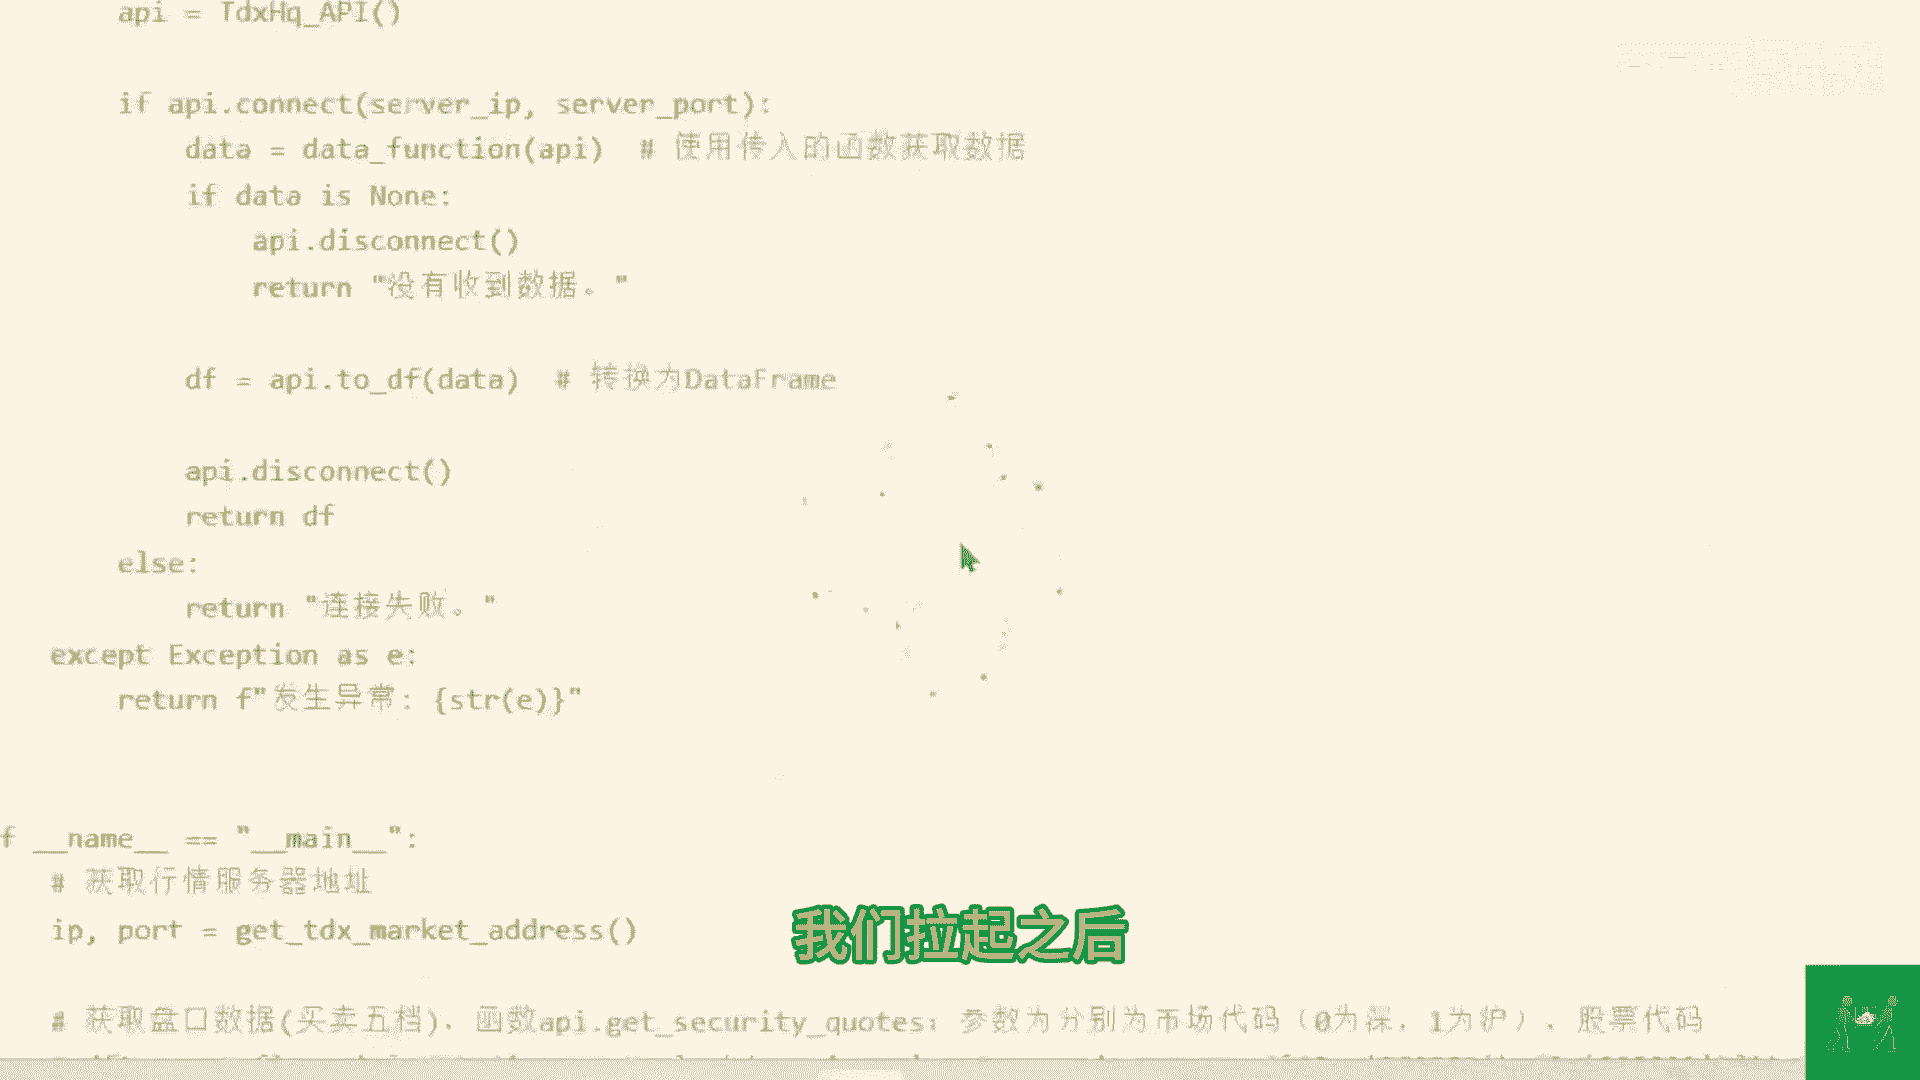 api = TdxHq_API()
if api.connect(server_ip, server_port):
data = data_function(api)  # 使用传入的函数获取数据
if data is None:
api.disconnect()
return "没有收到数据。"
df = api.to_df(data)  # 转换为DataFrame
api.disconnect()
return df
else:
return "连接失败。"
except Exception as e:
return f"发生异常: {str(e)}"
f __name__ == "__main__":
# 获取行情服务器地址
ip, port = get_tdx_market_address()
我们拉起之后
# 获取盘口数据(买卖五档)，函数api.get_security_quotes：参数为分别为市场代码（0为深，1为沪），股票代码